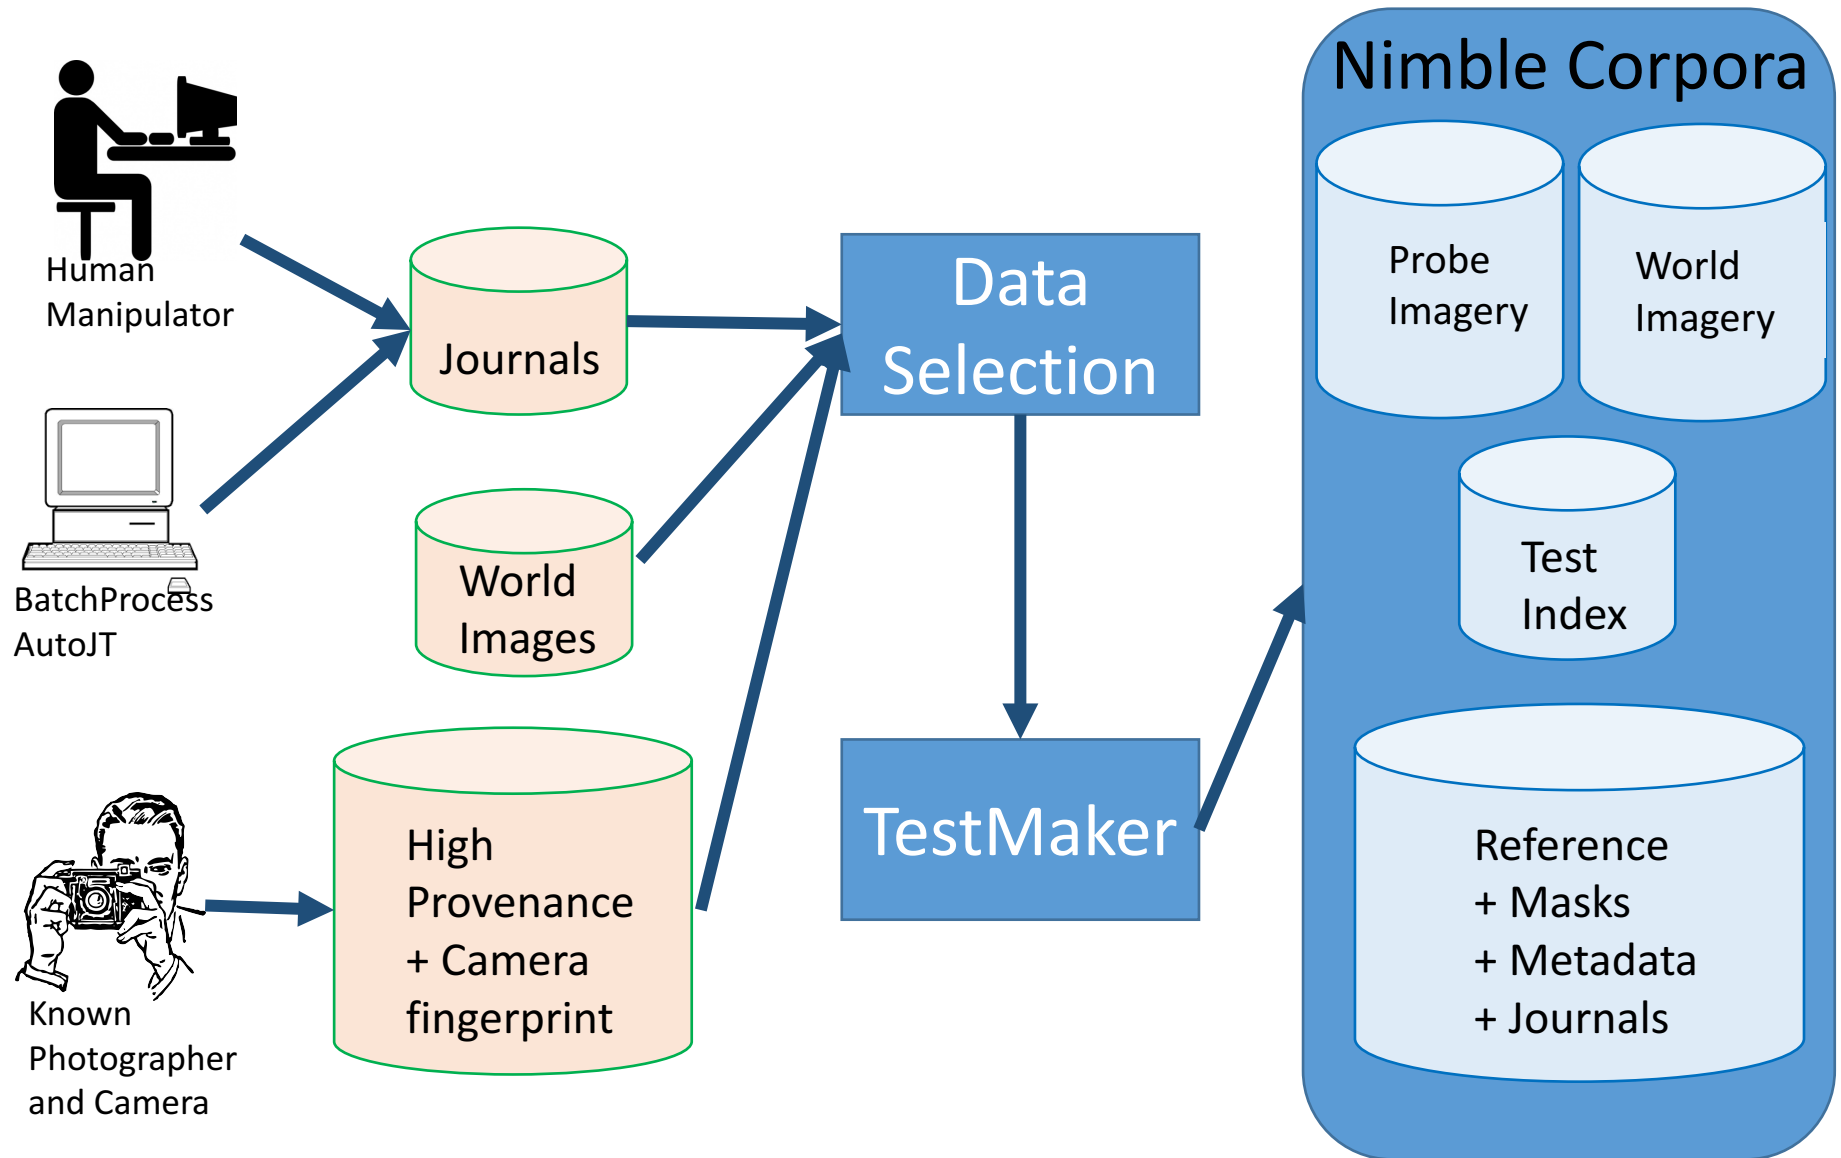 Human
Manipulator
BatchProcess
AutoJT
Known
Photographer
and Camera
Journals
World
Images
High
Provenance
+ Camera
fingerprint
Data
Selection
TestMaker
Nimble Corpora
Probe
Imagery
World
Imagery
Test
Index
Reference
+ Masks
+ Metadata
+ Journals